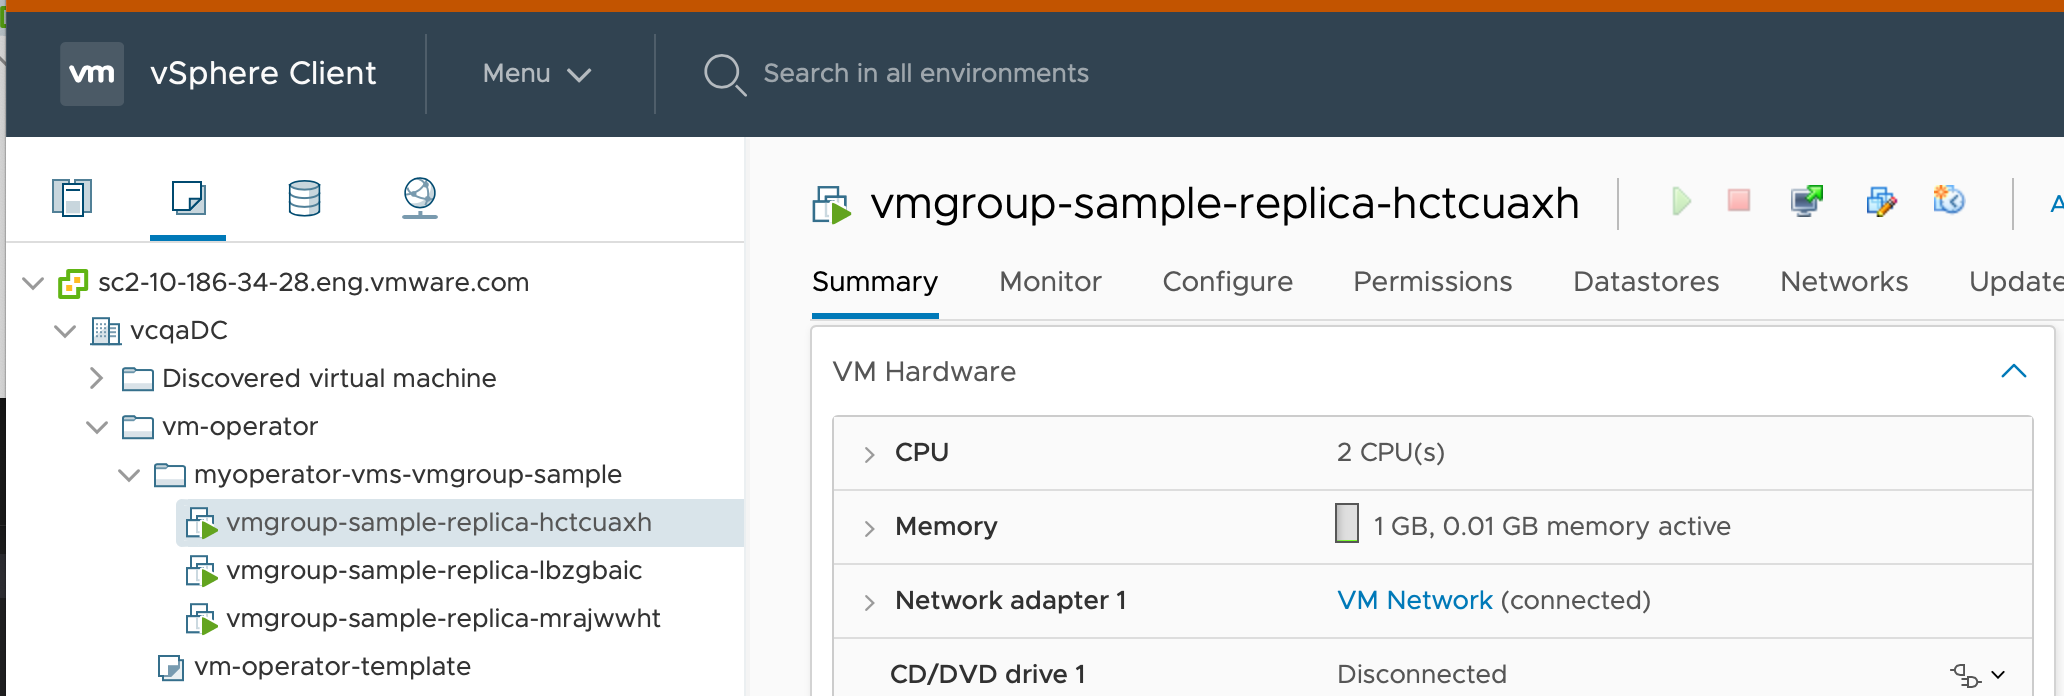 vm vSphere Client Menu Search in all environments
sc2-10-186-34-28.eng.vmware.com
vcqaDC
Discovered virtual machine
vm-operator
myoperator-vms-vmgroup-sample
vmgroup-sample-replica-hctcuaxh
vmgroup-sample-replica-lbzgbaic
vmgroup-sample-replica-mrajwwht
vm-operator-template
vmgroup-sample-replica-hctcuaxh
Summary Monitor Configure Permissions Datastores Networks Update
VM Hardware
CPU 2 CPU(s)
Memory 1 GB, 0.01 GB memory active
Network adapter 1 VM Network (connected)
CD/DVD drive 1 Disconnected